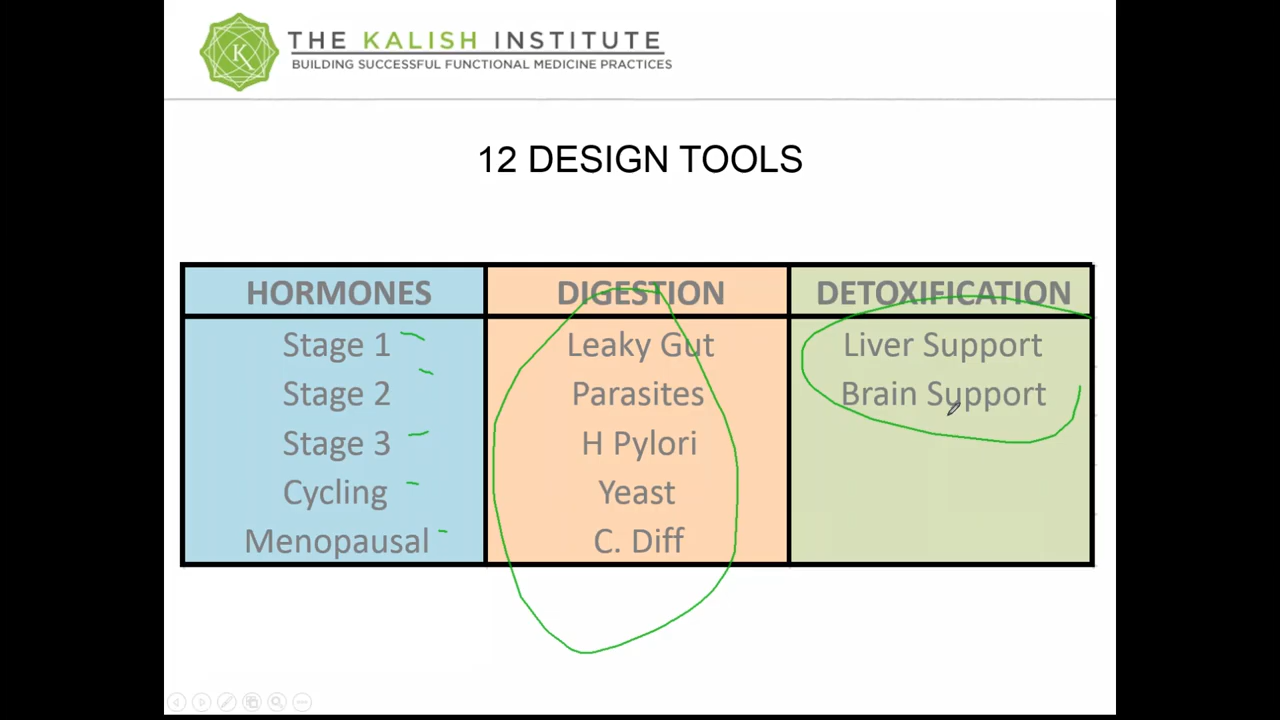 THE KALISH INSTITUTE
BUILDING SUCCESSFUL FUNCTIONAL MEDICINE PRACTICES
12 DESIGN TOOLS
HORMONES DIGESTION DETOXIFICATION
Stage 1 Leaky Gut Liver Support
Stage 2 Parasites Brain Support
Stage 3 H Pylori
Cycling Yeast
Menopausal C. Diff